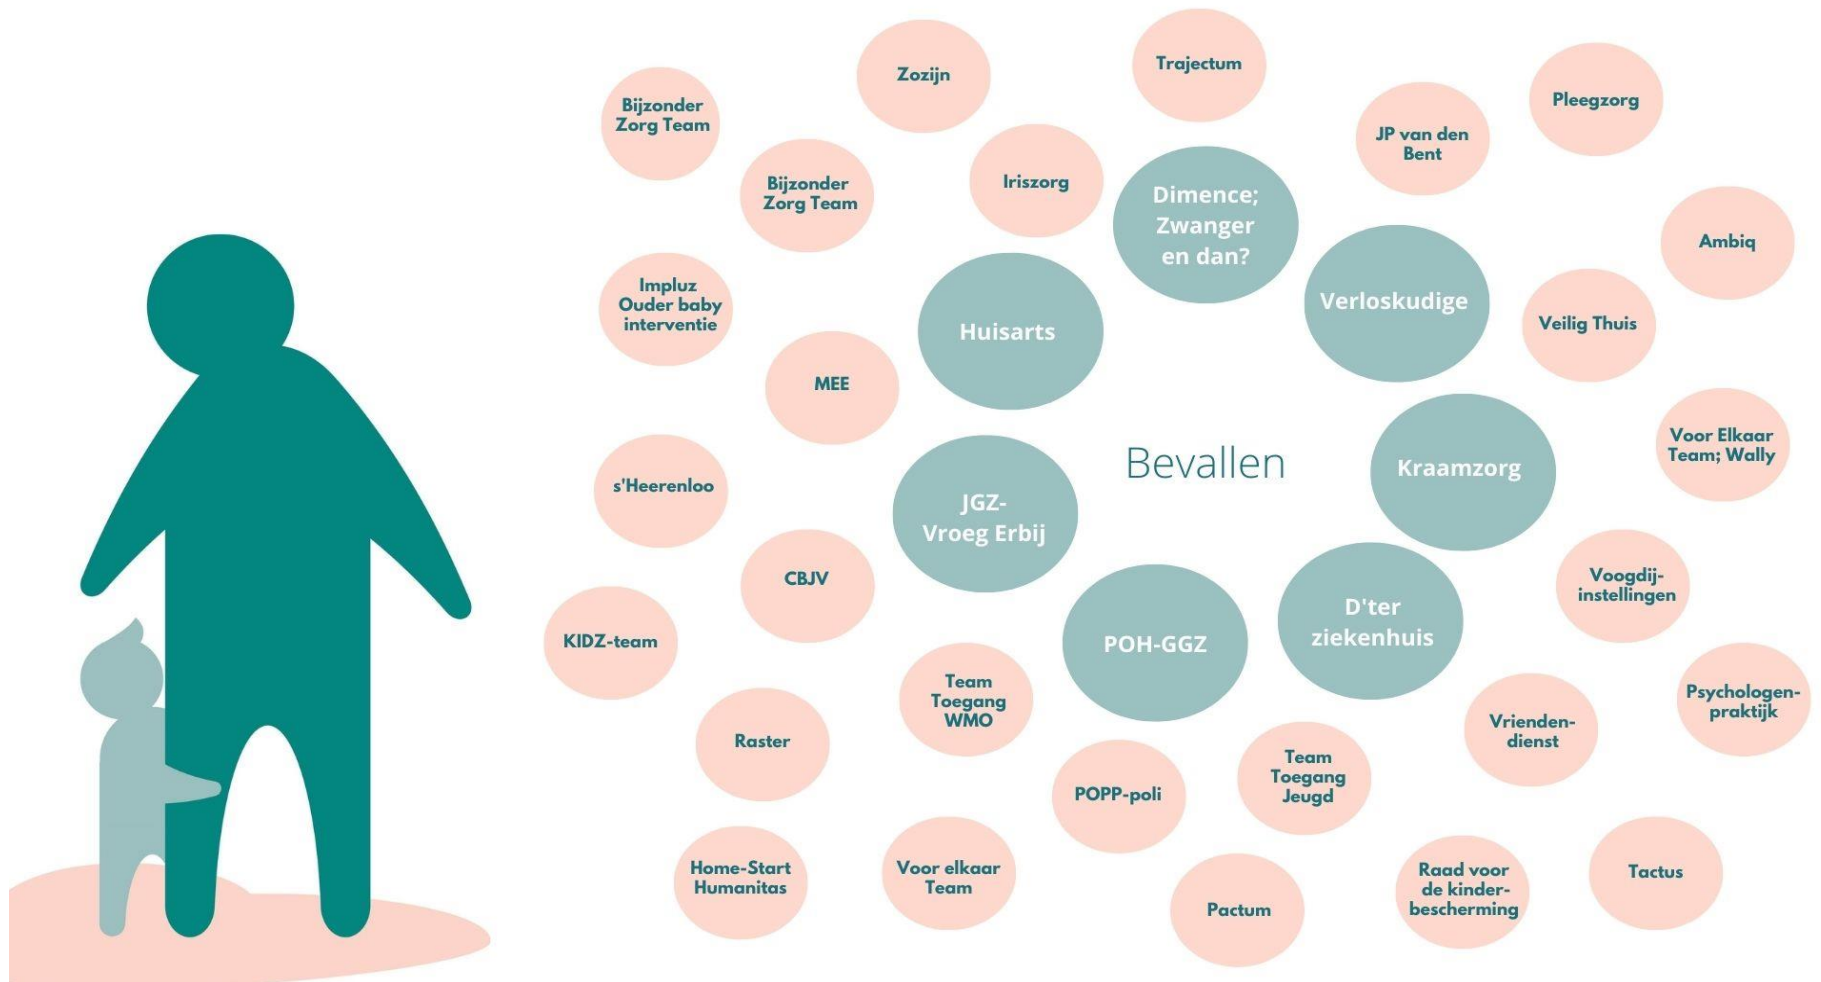 Zozijn
Trajectum
Bijzonder
Zorg Team
Pleegzorg
JP van den
Bent
Bijzonder
Zorg Team
Iriszorg
Dimence;
Zwanger
en dan?
Ambiq
Impluz
Ouder baby
interventie
Huisarts
Verloskudige
Veilig Thuis
MEE
Voor Elkaar
Team; Wally
Bevallen
Kraamzorg
s'Heerenloo
JGZ-
Vroeg Erbij
CBJV
Voogdij-
instellingen
KIDZ-team
POH-GGZ
D'ter
ziekenhuis
Team
Toegang
WMO
Psychologen-
praktijk
Raster
Vrienden-
dienst
POPP-poli
Team
Toegang
Jeugd
Home-Start
Humanitas
Voor elkaar
Team
Pactum
Raad voor
de kinder-
bescherming
Tactus